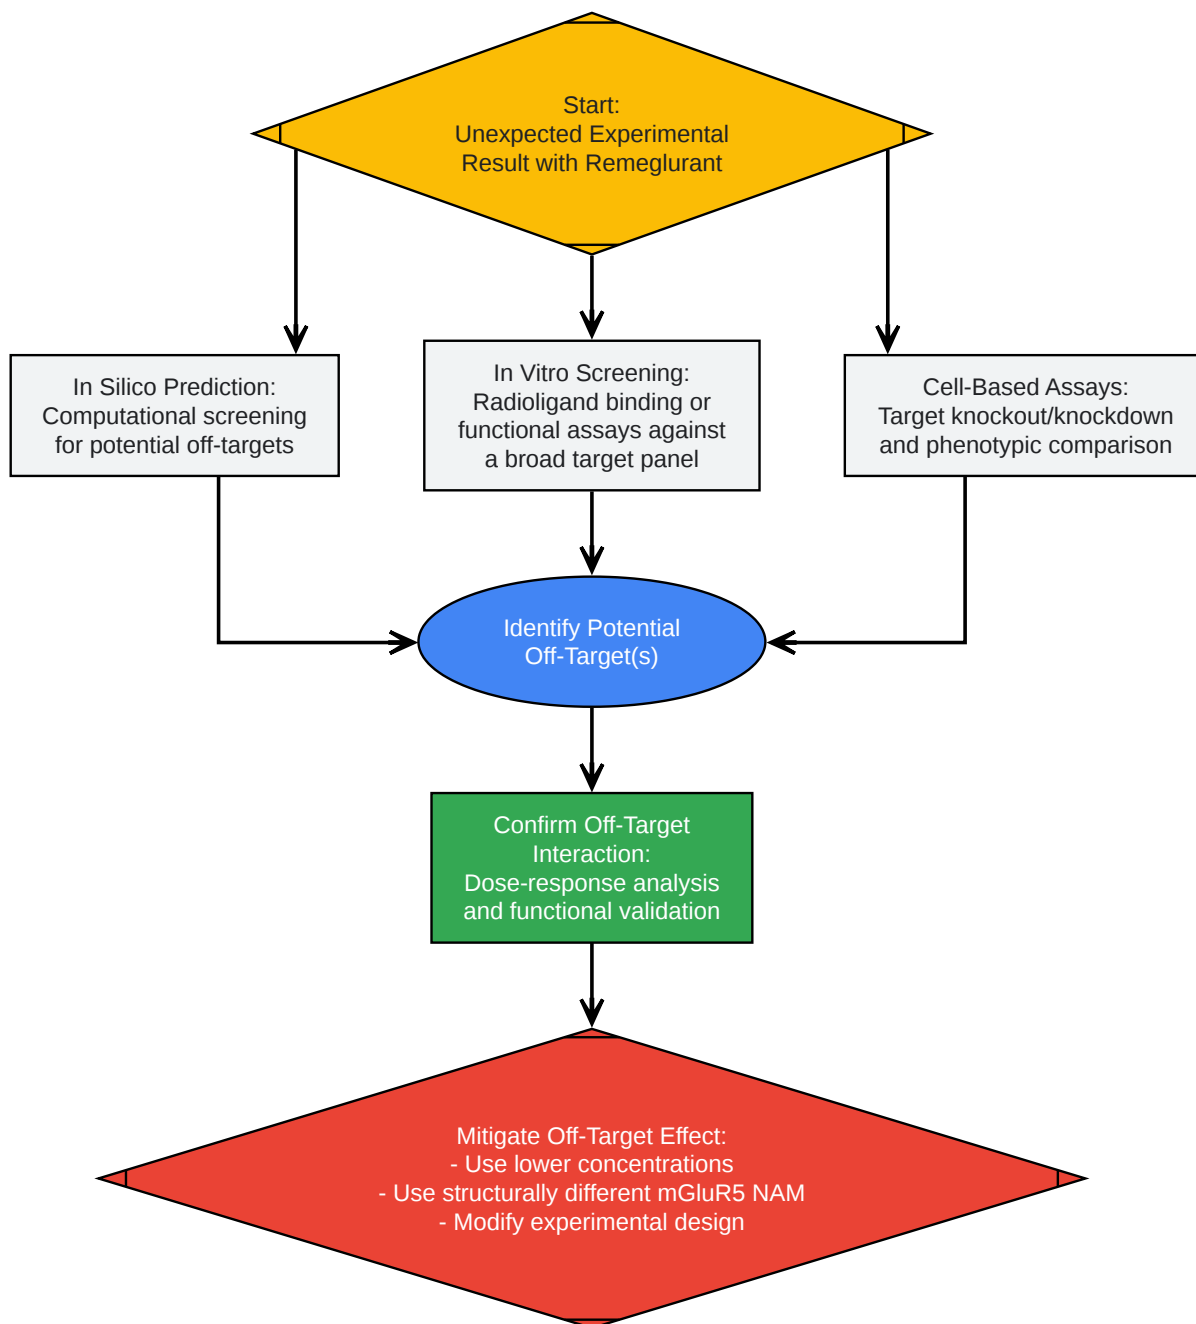 Start:
Unexpected Experimental
Result with Remeglurant
In Silico Prediction:
Computational screening
for potential off-targets
In Vitro Screening:
Radioligand binding or
functional assays against
a broad target panel
Cell-Based Assays:
Target knockout/knockdown
and phenotypic comparison
Identify Potential
Off-Target(s)
Confirm Off-Target
Interaction:
Dose-response analysis
and functional validation
Mitigate Off-Target Effect:
- Use lower concentrations
- Use structurally different mGluR5 NAM
- Modify experimental design